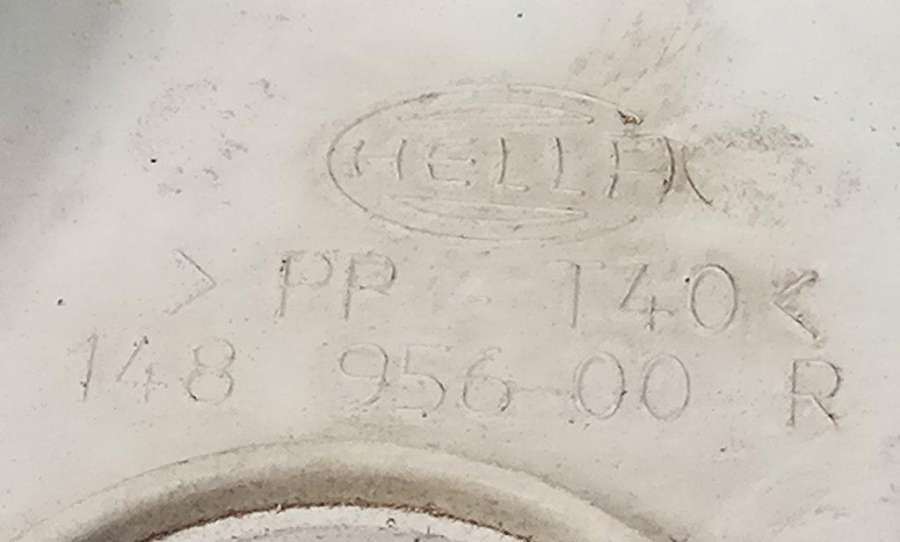 HELLA
>PP-T40<
148 956-00 R